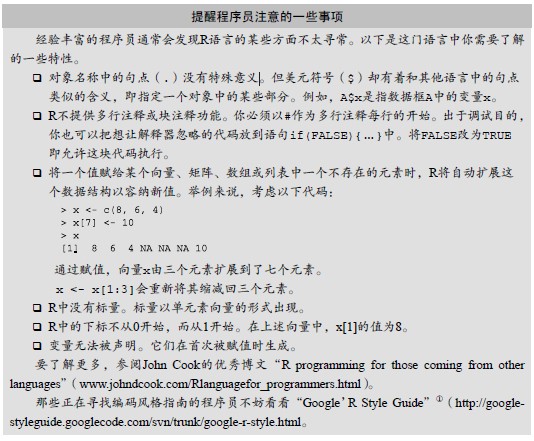 提醒程序员注意的一些事项
经验丰富的程序员通常会发现R语言的某些方面不太寻常。以下是这门语言中你需要了解
的一些特性。
❑ 对象名称中的句点（.）没有特殊意义。但美元符号（$）却有着和其他语言中的句点
类似的含义，即指定一个对象中的某些部分。例如，A$x是指数据框A中的变量x。
❑ R不提供多行注释或块注释功能。你必须以#作为多行注释每行的开始。出于调试目的，
你也可以把想让解释器忽略的代码放到语句if(FALSE){…}中。将FALSE改为TRUE
即允许这块代码执行。
❑ 将一个值赋给某个向量、矩阵、数组或列表中一个不存在的元素时，R将自动扩展这
个数据结构以容纳新值。举例来说，考虑以下代码：
> x <- c(8, 6, 4)
> x[7] <- 10
> x
[1] 8 6 4 NA NA NA 10
通过赋值，向量x由三个元素扩展到了七个元素。
x <- x[1:3]会重新将其缩减回三个元素。
❑ R中没有标量。标量以单元素向量的形式出现。
❑ R中的下标不从0开始，而从1开始。在上述向量中，x[1]的值为8。
❑ 变量无法被声明。它们在首次被赋值时生成。
要了解更多，参阅John Cook的优秀博文“R programming for those coming from other
languages”（www.johndcook.com/Rlanguagefor_programmers.html）。
那些正在寻找编码风格指南的程序员不妨看看“Google’R Style Guide”①（http://google-
styleguide.googlecode.com/svn/trunk/google-r-style.html。